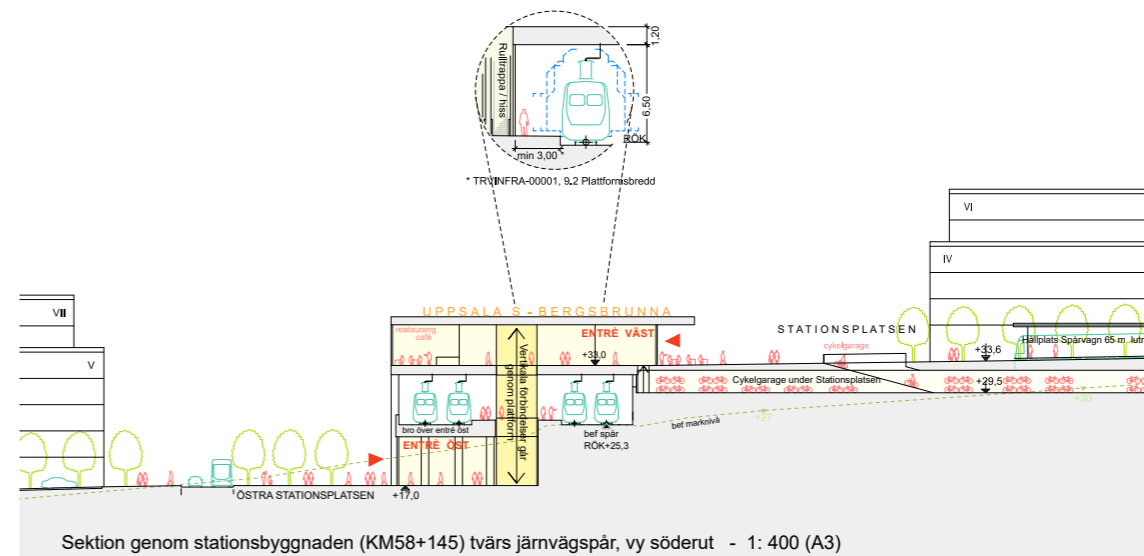 1,20
Rulltrappa / hiss
6,50
RÖK
min 3,00 *
* TRVINFRA-00001, 9.2 Plattformsbredd
VI
IV
VII
V
UPPSALA S - BERGSBRUNNA
restaurang
café
ENTRÉ VÄST
+33,0
Vertikala förbindelser går
genom plattform
STATIONSPLATSEN
cykelgarage
+33,6
Hållplats Spårvagn 65 m, lutn
Cykelgarage under Stationsplatsen
+29,5
+30
+27
bef marknivå
bro över entré öst
bef spår
RÖK+25,3
ENTRÉ ÖST
ÖSTRA STATIONSPLATSEN
+17,0
Sektion genom stationsbyggnaden (KM58+145) tvärs järnvägspår, vy söderut - 1: 400 (A3)